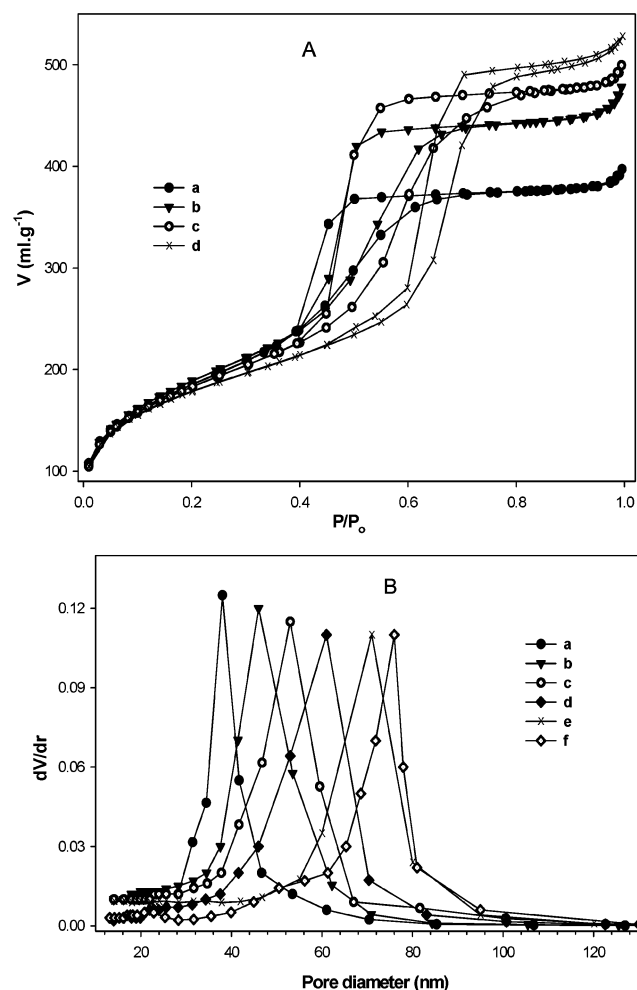 A
500
400
300
200
100
V (ml.g⁻¹)
a
b
c
d
0.0 0.2 0.4 0.6 0.8 1.0
P/Pₒ
B
0.12
0.09
0.06
0.03
0.00
dV/dr
a
b
c
d
e
f
20 40 60 80 100 120
Pore diameter (nm)